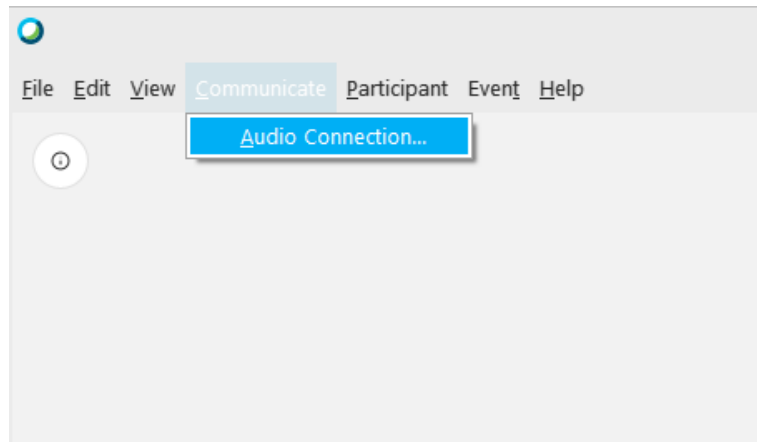 File Edit View Communicate Participant Event Help
Audio Connection...